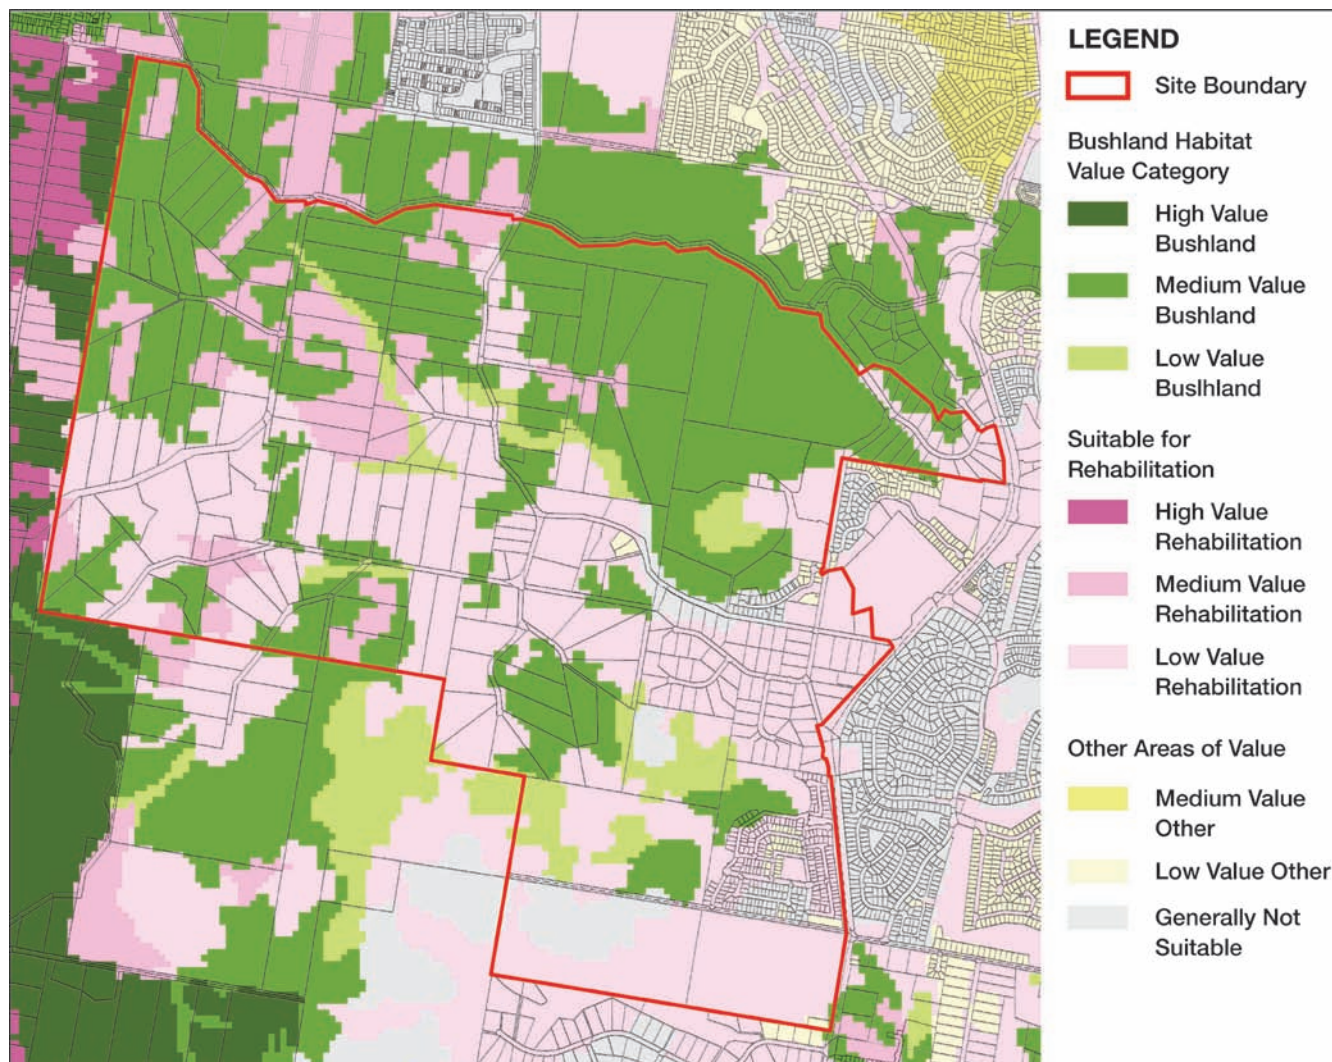 LEGEND
Site Boundary
Bushland Habitat
Value Category
High Value
Bushland
Medium Value
Bushland
Low Value
Buslhland
Suitable for
Rehabilitation
High Value
Rehabilitation
Medium Value
Rehabilitation
Low Value
Rehabilitation
Other Areas of Value
Medium Value
Other
Low Value Other
Generally Not
Suitable